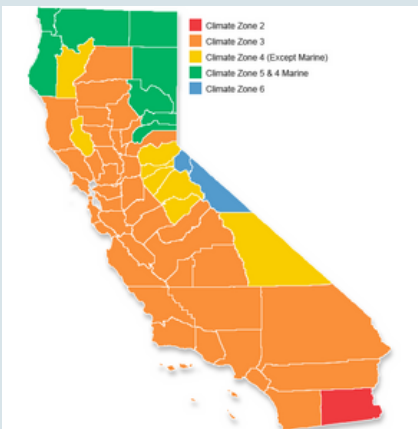 Climate Zone 2
Climate Zone 3
Climate Zone 4 (Except Marine)
Climate Zone 5 & 4 Marine
Climate Zone 6